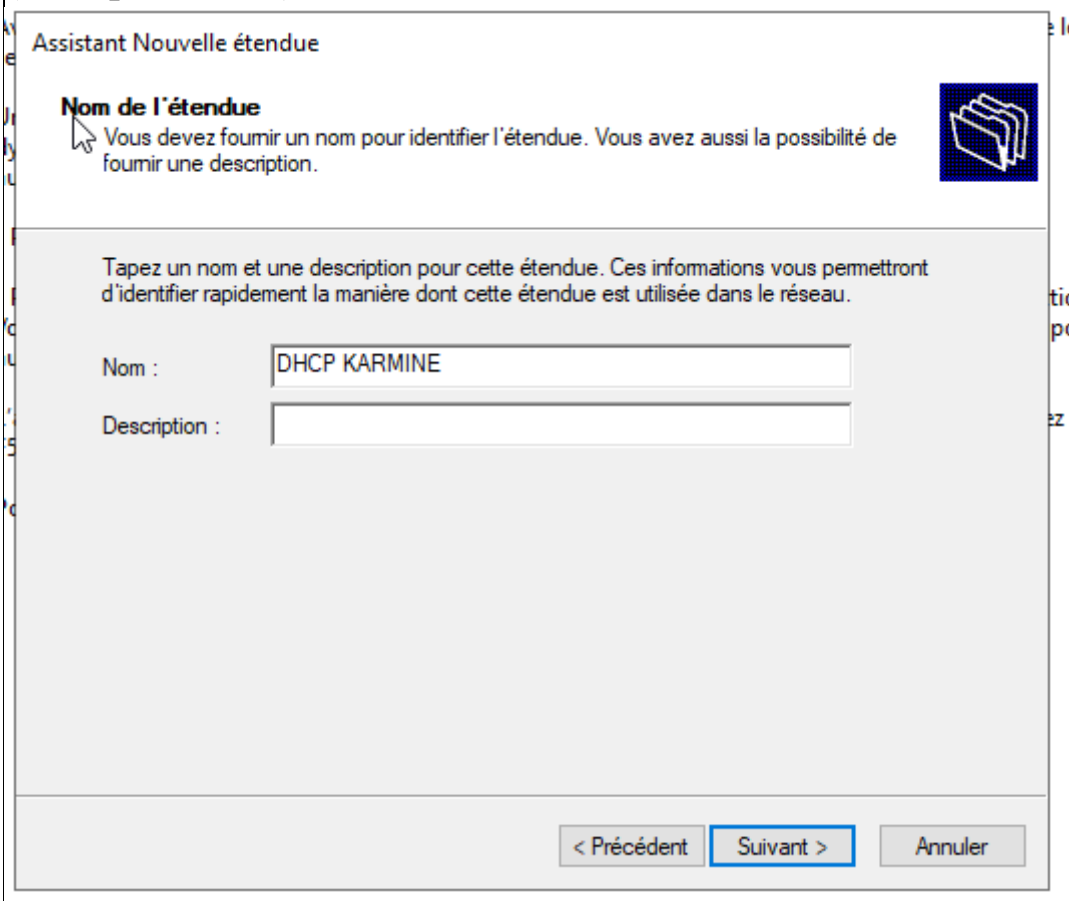 Assistant Nouvelle étendue
Nom de l'étendue
Vous devez fournir un nom pour identifier l'étendue. Vous avez aussi la possibilité de
fournir une description.
Tapez un nom et une description pour cette étendue. Ces informations vous permettront
d'identifier rapidement la manière dont cette étendue est utilisée dans le réseau.
Nom : DHCP KARMINE
Description :
< Précédent Suivant > Annuler